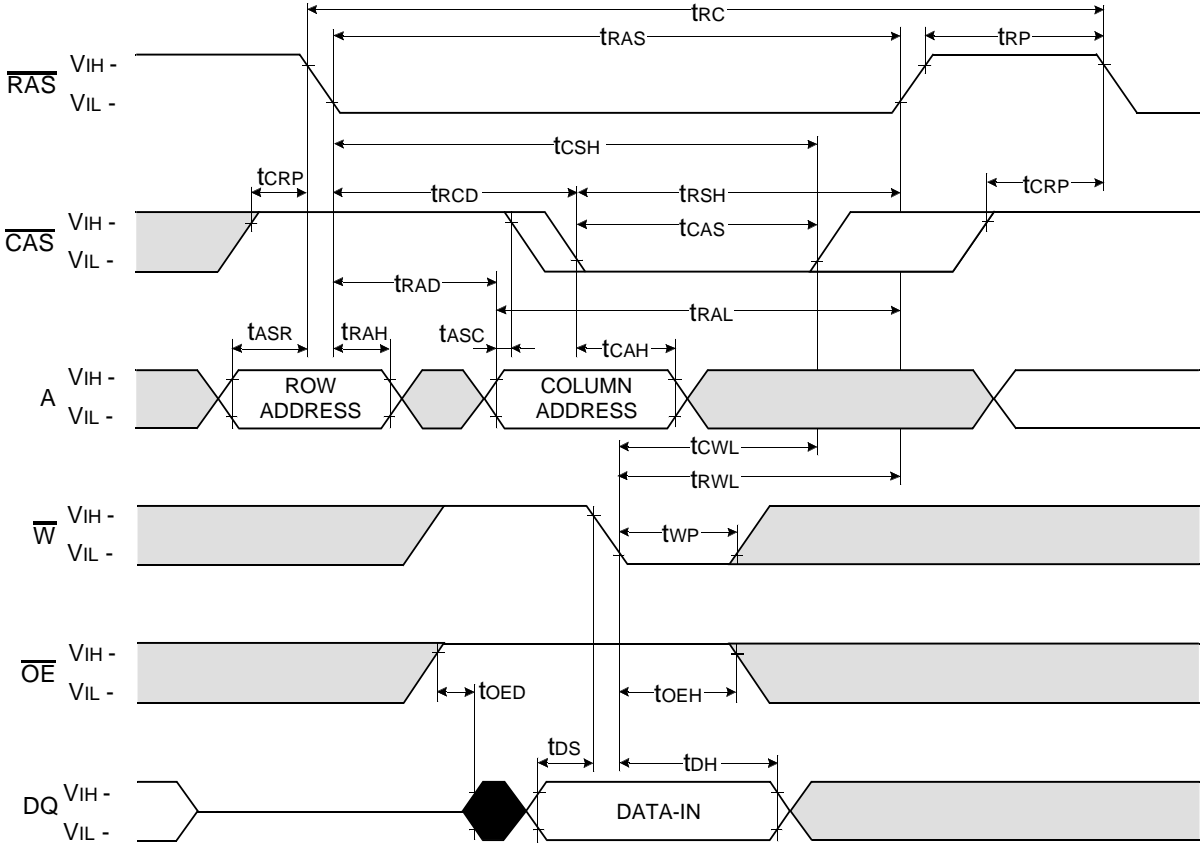 tRC
tRAS
tRP
RAS
VIH -
VIL -
tCSH
tCRP
tRCD
tRSH
tCRP
CAS
VIH -
VIL -
tCAS
tRAD
tRAL
tASR
tRAH
tASC
tCAH
A
VIH -
VIL -
ROW
ADDRESS
COLUMN
ADDRESS
tCWL
tRWL
W
VIH -
VIL -
tWP
OE
VIH -
VIL -
tOED
tOEH
tDS
tDH
DQ
VIH -
VIL -
DATA-IN